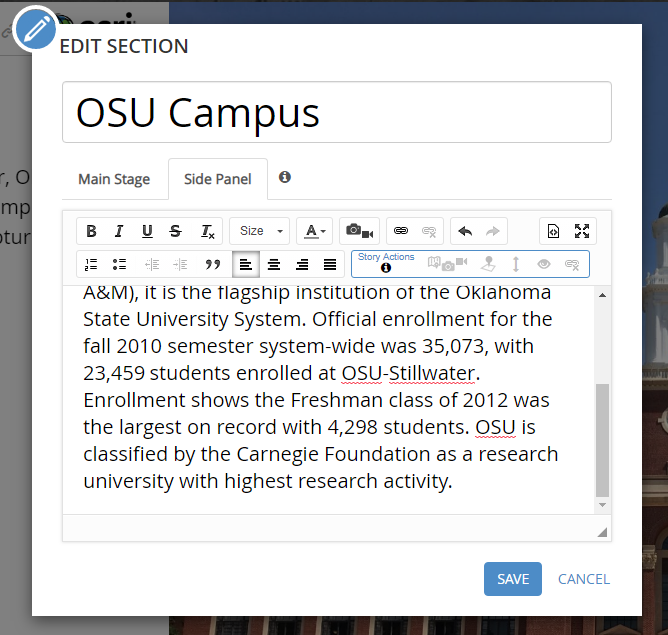 esri
EDIT SECTION
OSU Campus
Main Stage
Side Panel
B I U S Tx Size A
Story Actions
A&M), it is the flagship institution of the Oklahoma
State University System. Official enrollment for the
fall 2010 semester system-wide was 35,073, with
23,459 students enrolled at OSU-Stillwater.
Enrollment shows the Freshman class of 2012 was
the largest on record with 4,298 students. OSU is
classified by the Carnegie Foundation as a research
university with highest research activity.
SAVE CANCEL